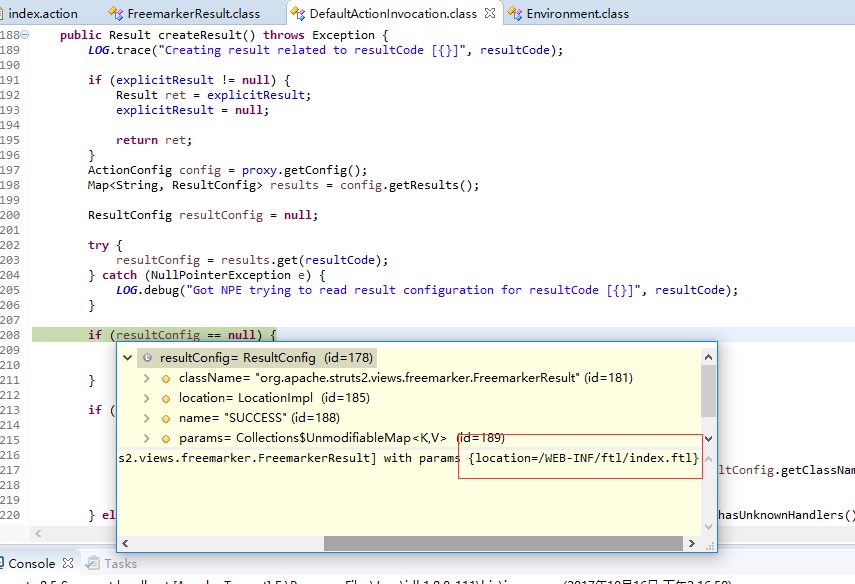 index.action FreemarkerResult.class DefaultActionInvocation.class Environment.class
188 public Result createResult() throws Exception {
189 LOG.trace("Creating result related to resultCode [{}]", resultCode);
190
191 if (explicitResult != null) {
192 Result ret = explicitResult;
193 explicitResult = null;
194
195 return ret;
196 }
197 ActionConfig config = proxy.getConfig();
198 Map<String, ResultConfig> results = config.getResults();
199
200 ResultConfig resultConfig = null;
201
202 try {
203 resultConfig = results.get(resultCode);
204 } catch (NullPointerException e) {
205 LOG.debug("Got NPE trying to read result configuration for resultCode [{}]", resultCode);
206 }
207
208 if (resultConfig == null) {
209
resultConfig= ResultConfig (id=178)
210
className= "org.apache.struts2.views.freemarker.FreemarkerResult" (id=181)
211 }
212
location= LocationImpl (id=185)
213 if (
name= "SUCCESS" (id=188)
214
params= Collections$UnmodifiableMap<K,V> (id=189)
215
216
s2.views.freemarker.FreemarkerResult] with params {location=/WEB-INF/ftl/index.ftl}
217 ltConfig.getClassNam
218
219
220 } el hasUnknownHandlers()
Console Tasks